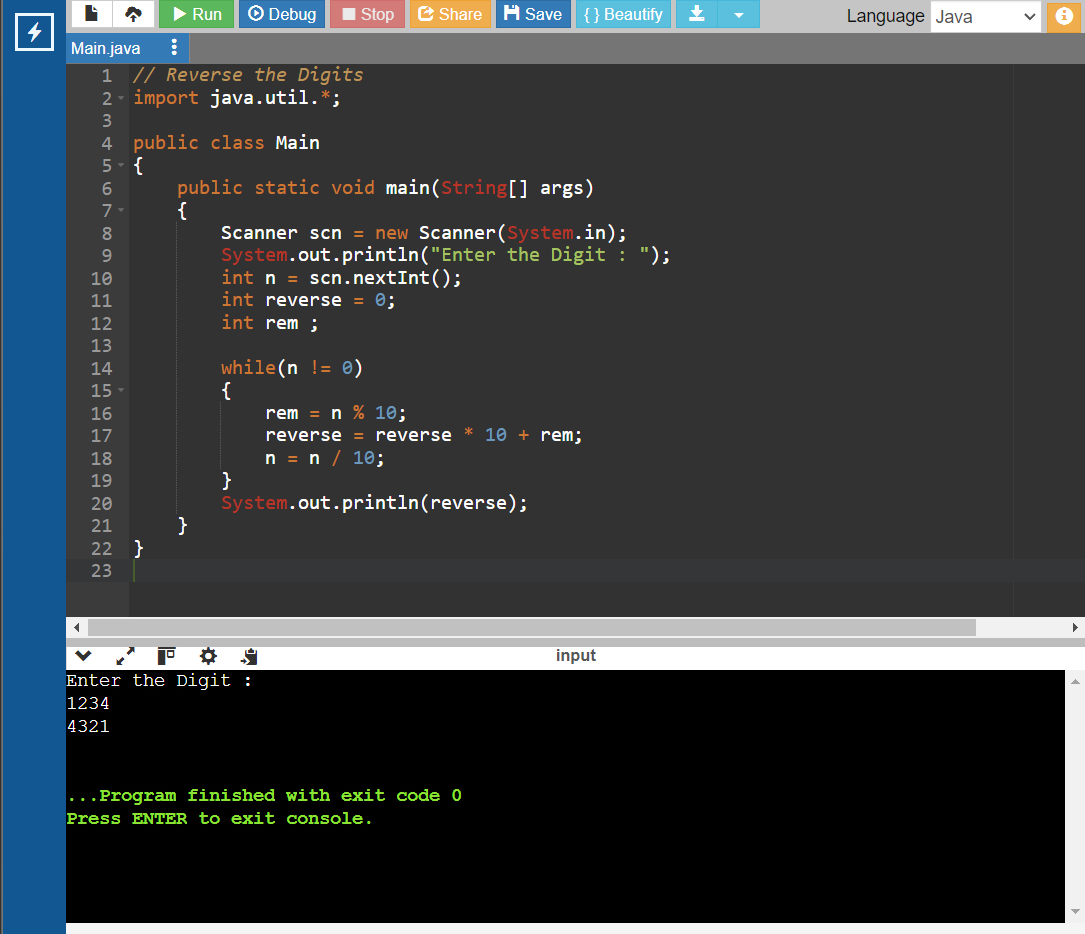 Run Debug Stop Share Save { } Beautify Language Java
Main.java
1 // Reverse the Digits
2 import java.util.*;
3
4 public class Main
5 {
6 public static void main(String[] args)
7 {
8 Scanner scn = new Scanner(System.in);
9 System.out.println("Enter the Digit : ");
10 int n = scn.nextInt();
11 int reverse = 0;
12 int rem ;
13
14 while(n != 0)
15 {
16 rem = n % 10;
17 reverse = reverse * 10 + rem;
18 n = n / 10;
19 }
20 System.out.println(reverse);
21 }
22 }
23
input
Enter the Digit :
1234
4321
...Program finished with exit code 0
Press ENTER to exit console.